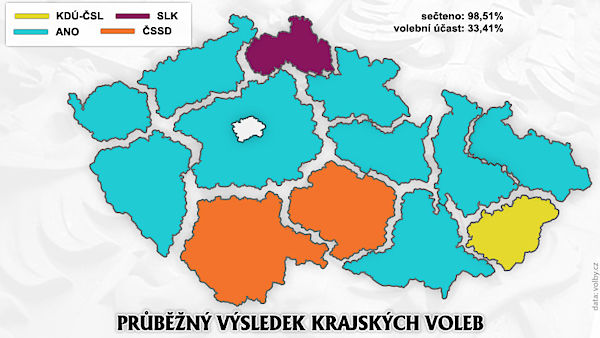 KDÚ-ČSL SLK
ANO ČSSD
sečteno: 98,51%
volební účast: 33,41%
data: volby.cz
PRŮBĚŽNÝ VÝSLEDEK KRAJSKÝCH VOLEB